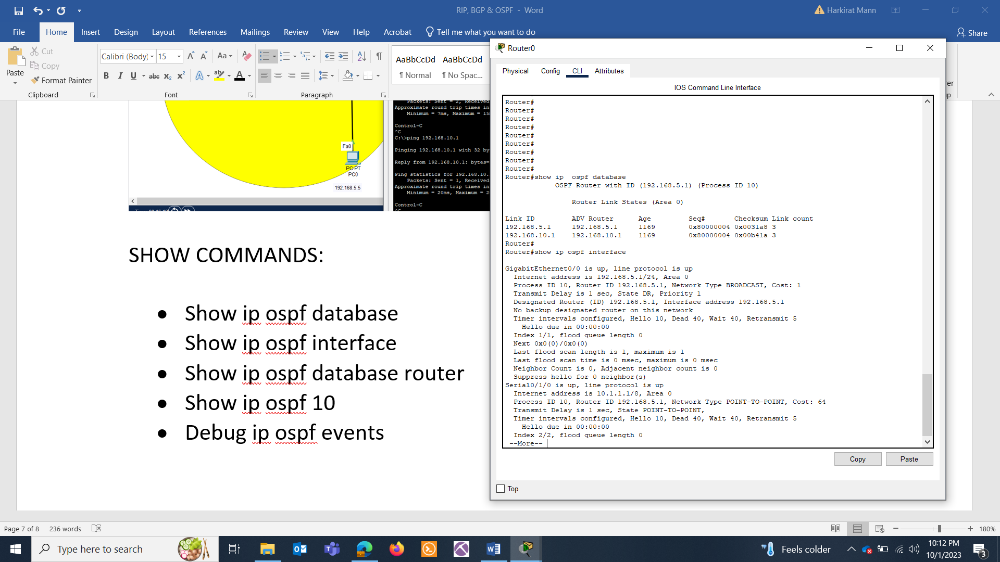 RIP, BGP & OSPF - Word
Harkirat Mann
File Home Insert Design Layout References Mailings Review View Help Acrobat Tell me what you want to do
Share
Paste
Cut
Copy
Format Painter
Clipboard
Calibri (Body) 15
Font
Paragraph
AaBbCcDd AaBbCcDd
¶ Normal ¶ No Spac...
Fa0
PC-PT
PC0
192.168.5.5
Approximate round trip times in
Minimum = 7ms, Maximum = 15
Control-C
^C
C:\>ping 192.168.10.1
Pinging 192.168.10.1 with 32 by
Reply from 192.168.10.1: bytes=
Ping statistics for 192.168.10.
Packets: Sent = 1, Received
Approximate round trip times in
Minimum = 20ms, Maximum = 2
Control-C
SHOW COMMANDS:
● Show ip ospf database
● Show ip ospf interface
● Show ip ospf database router
● Show ip ospf 10
● Debug ip ospf events
Router0
Physical Config CLI Attributes
IOS Command Line Interface
Router#
Router#
Router#
Router#
Router#
Router#
Router#
Router#
Router#
Router#show ip  ospf database
OSPF Router with ID (192.168.5.1) (Process ID 10)
Router Link States (Area 0)
Link ID ADV Router Age Seq# Checksum Link count
192.168.5.1 192.168.5.1 1169 0x80000004 0x0031a8 3
192.168.10.1 192.168.10.1 1169 0x80000004 0x00b41a 3
Router#
Router#show ip ospf interface
GigabitEthernet0/0 is up, line protocol is up
Internet address is 192.168.5.1/24, Area 0
Process ID 10, Router ID 192.168.5.1, Network Type BROADCAST, Cost: 1
Transmit Delay is 1 sec, State DR, Priority 1
Designated Router (ID) 192.168.5.1, Interface address 192.168.5.1
No backup designated router on this network
Timer intervals configured, Hello 10, Dead 40, Wait 40, Retransmit 5
Hello due in 00:00:00
Index 1/1, flood queue length 0
Next 0x0(0)/0x0(0)
Last flood scan length is 1, maximum is 1
Last flood scan time is 0 msec, maximum is 0 msec
Neighbor Count is 0, Adjacent neighbor count is 0
Suppress hello for 0 neighbor(s)
Serial0/1/0 is up, line protocol is up
Internet address is 10.1.1.1/8, Area 0
Process ID 10, Router ID 192.168.5.1, Network Type POINT-TO-POINT, Cost: 64
Transmit Delay is 1 sec, State POINT-TO-POINT,
Timer intervals configured, Hello 10, Dead 40, Wait 40, Retransmit 5
Hello due in 00:00:00
Index 2/2, flood queue length 0
--More--
Copy Paste
Top
Page 7 of 8 236 words
180%
Type here to search
Feels colder
10:12 PM
10/1/2023
3